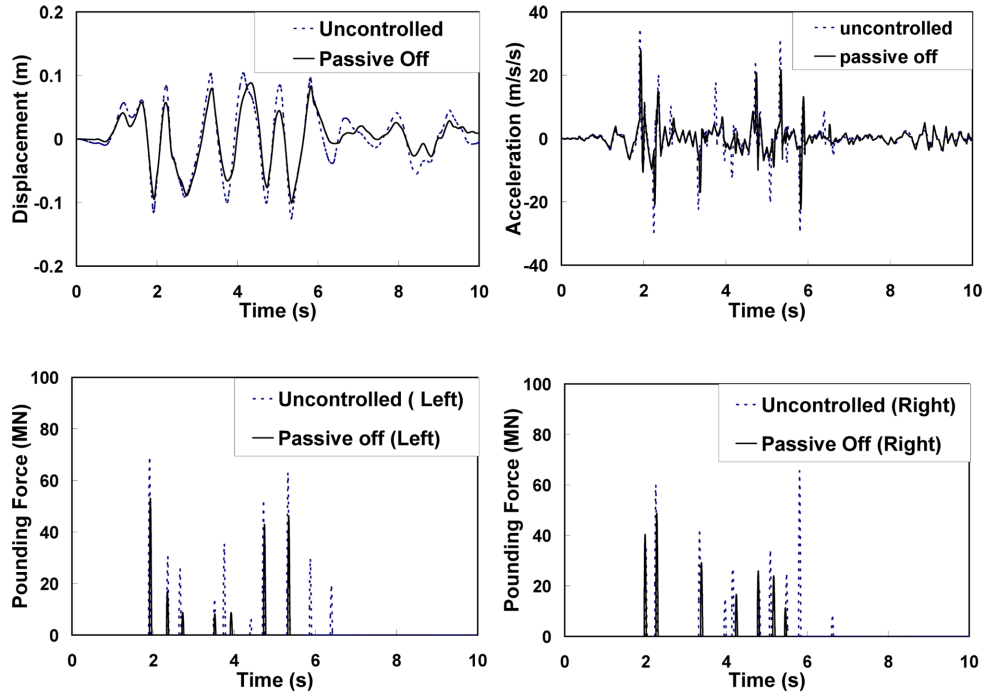 0.2
0.1
0
-0.1
-0.2
Displacement (m)
Uncontrolled
Passive Off
0 2 4 6 8 10
Time (s)
40
20
0
-20
-40
Acceleration (m/s/s)
uncontrolled
passive off
0 2 4 6 8 10
Time (s)
100
80
60
40
20
0
Pounding Force (MN)
Uncontrolled ( Left)
Passive off (Left)
0 2 4 6 8 10
Time (s)
100
80
60
40
20
0
Pounding Force (MN)
Uncontrolled (Right)
Passive Off (Right)
0 2 4 6 8 10
Time (s)